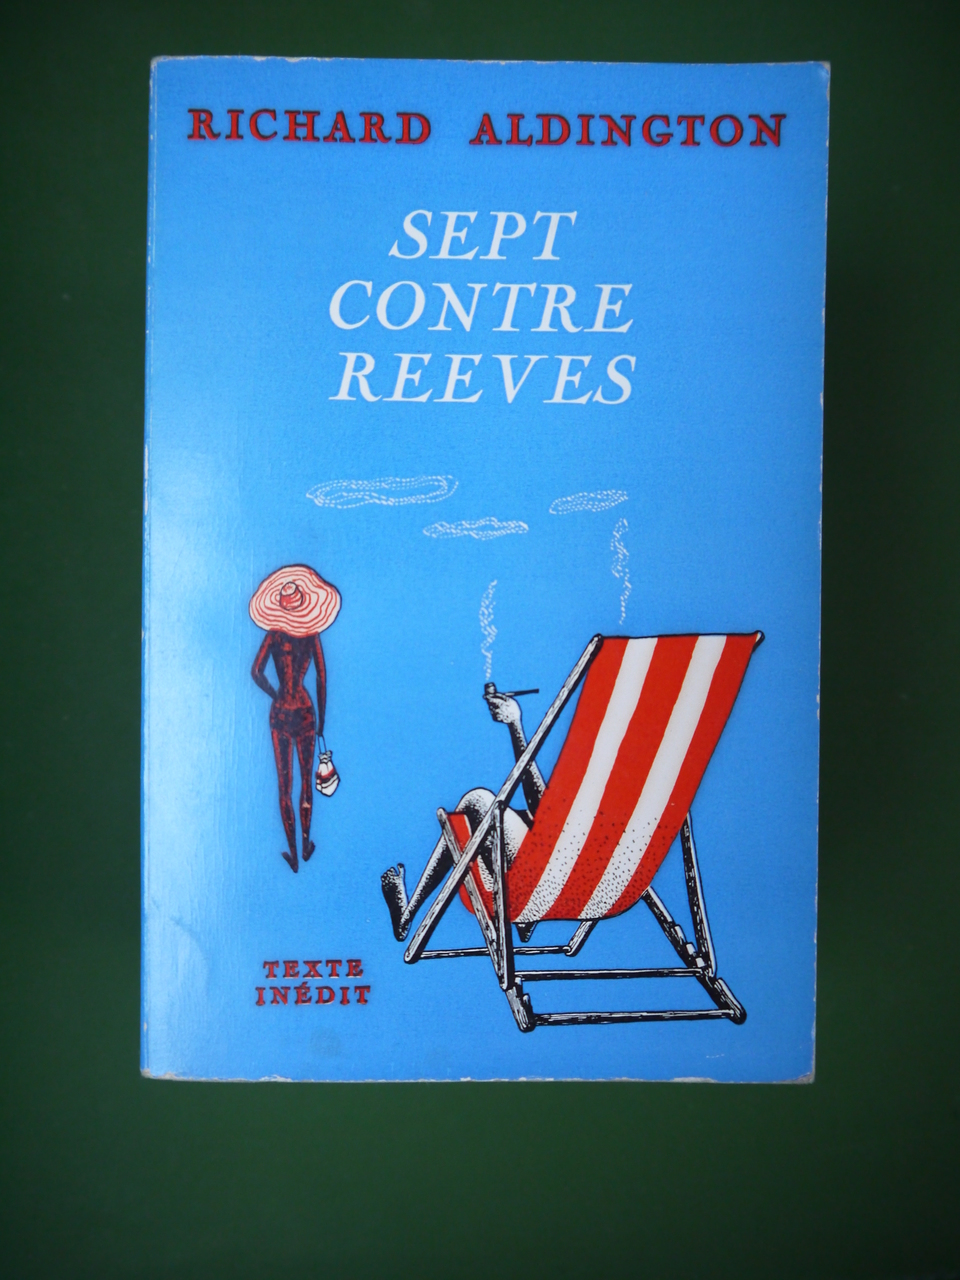 RICHARD ALDINGTON
SEPT
CONTRE
REEVES
TEXTE
INÉDIT